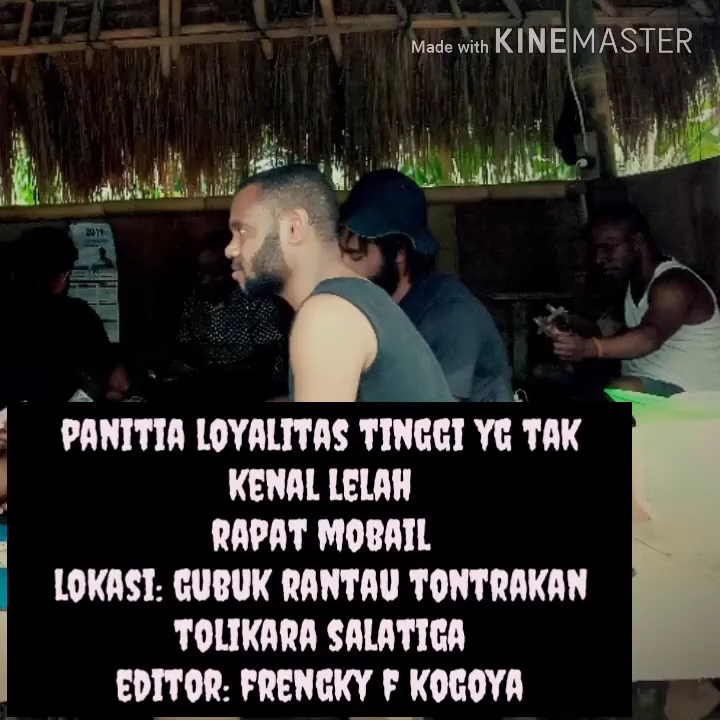 Made with KINEMASTER
2019
PANITIA LOYALITAS TINGGI YG TAK
KENAL LELAH
RAPAT MOBAIL
LOKASI: GUBUK RANTAU TONTRAKAN
TOLIKARA SALATIGA
EDITOR: FRENGKY F KOGOYA